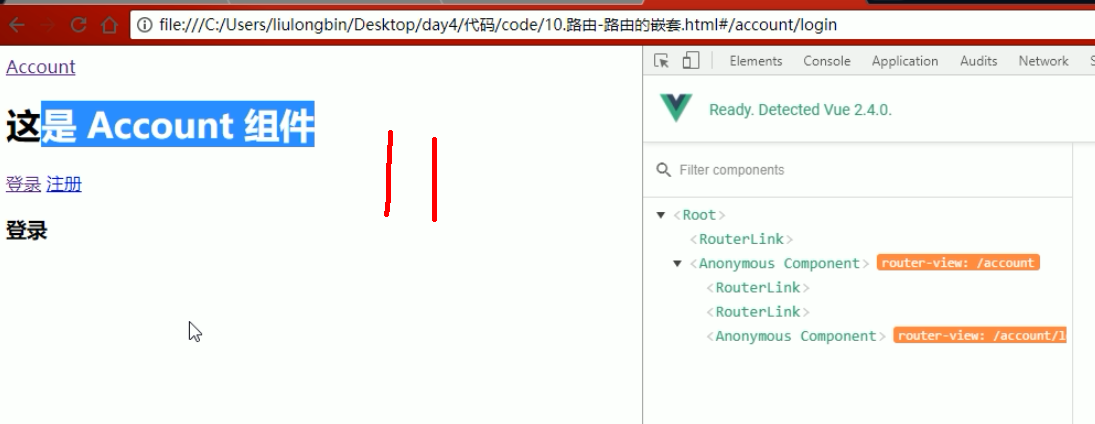 file:///C:/Users/liulongbin/Desktop/day4/代码/code/10.路由-路由的嵌套.html#/account/login
Account
这是 Account 组件
登录 注册
登录
Elements Console Application Audits Network S
Ready. Detected Vue 2.4.0.
Filter components
<Root>
<RouterLink>
<Anonymous Component> router-view: /account
<RouterLink>
<RouterLink>
<Anonymous Component> router-view: /account/l